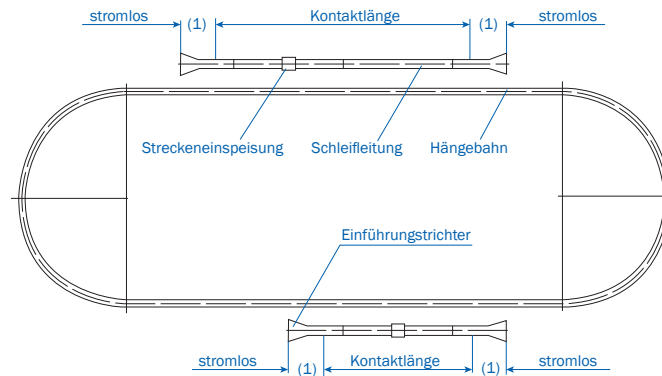 stromlos (1) Kontaktlänge (1) stromlos
Streckeneinspeisung Schleifleitung Hängebahn
Einführungstrichter
stromlos (1) Kontaktlänge (1) stromlos